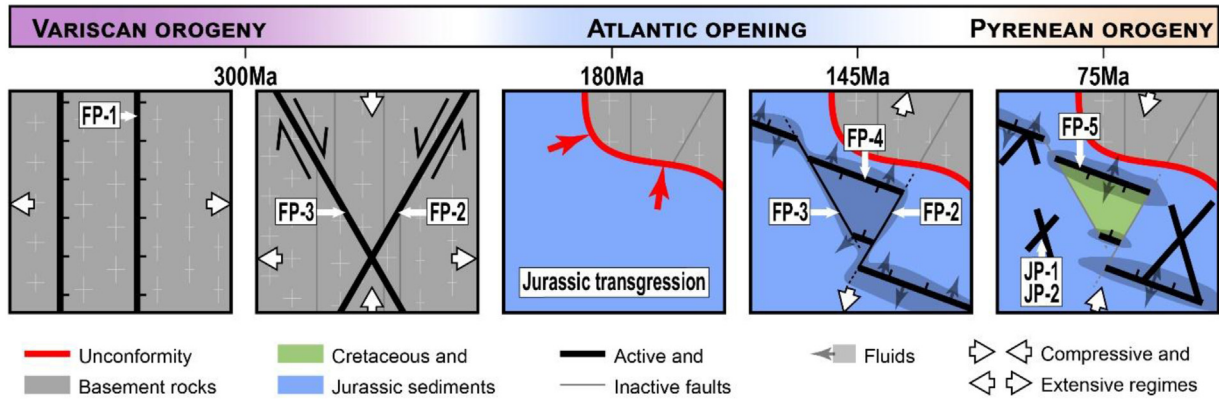 VARISCAN OROGENY
ATLANTIC OPENING
PYRENEAN OROGENY
300Ma
180Ma
145Ma
75Ma
FP-1
FP-3
FP-2
Jurassic transgression
FP-4
FP-3
FP-2
FP-5
JP-1
JP-2
Unconformity
Basement rocks
Cretaceous and
Jurassic sediments
Active and
Inactive faults
Fluids
Compressive and
Extensive regimes